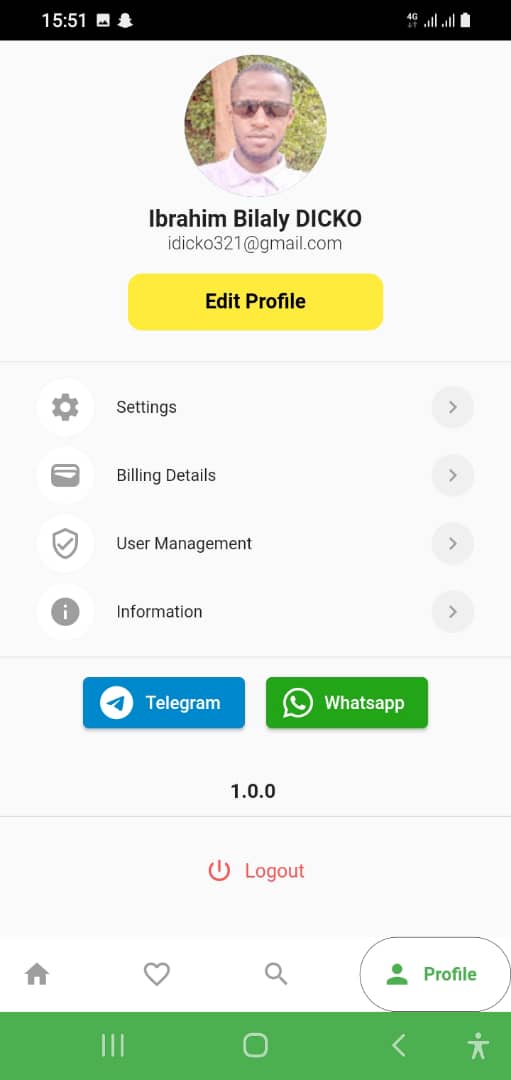 15:51
4G
Ibrahim Bilaly DICKO
idicko321@gmail.com
Edit Profile
Settings
Billing Details
User Management
Information
Telegram
Whatsapp
1.0.0
Logout
Profile